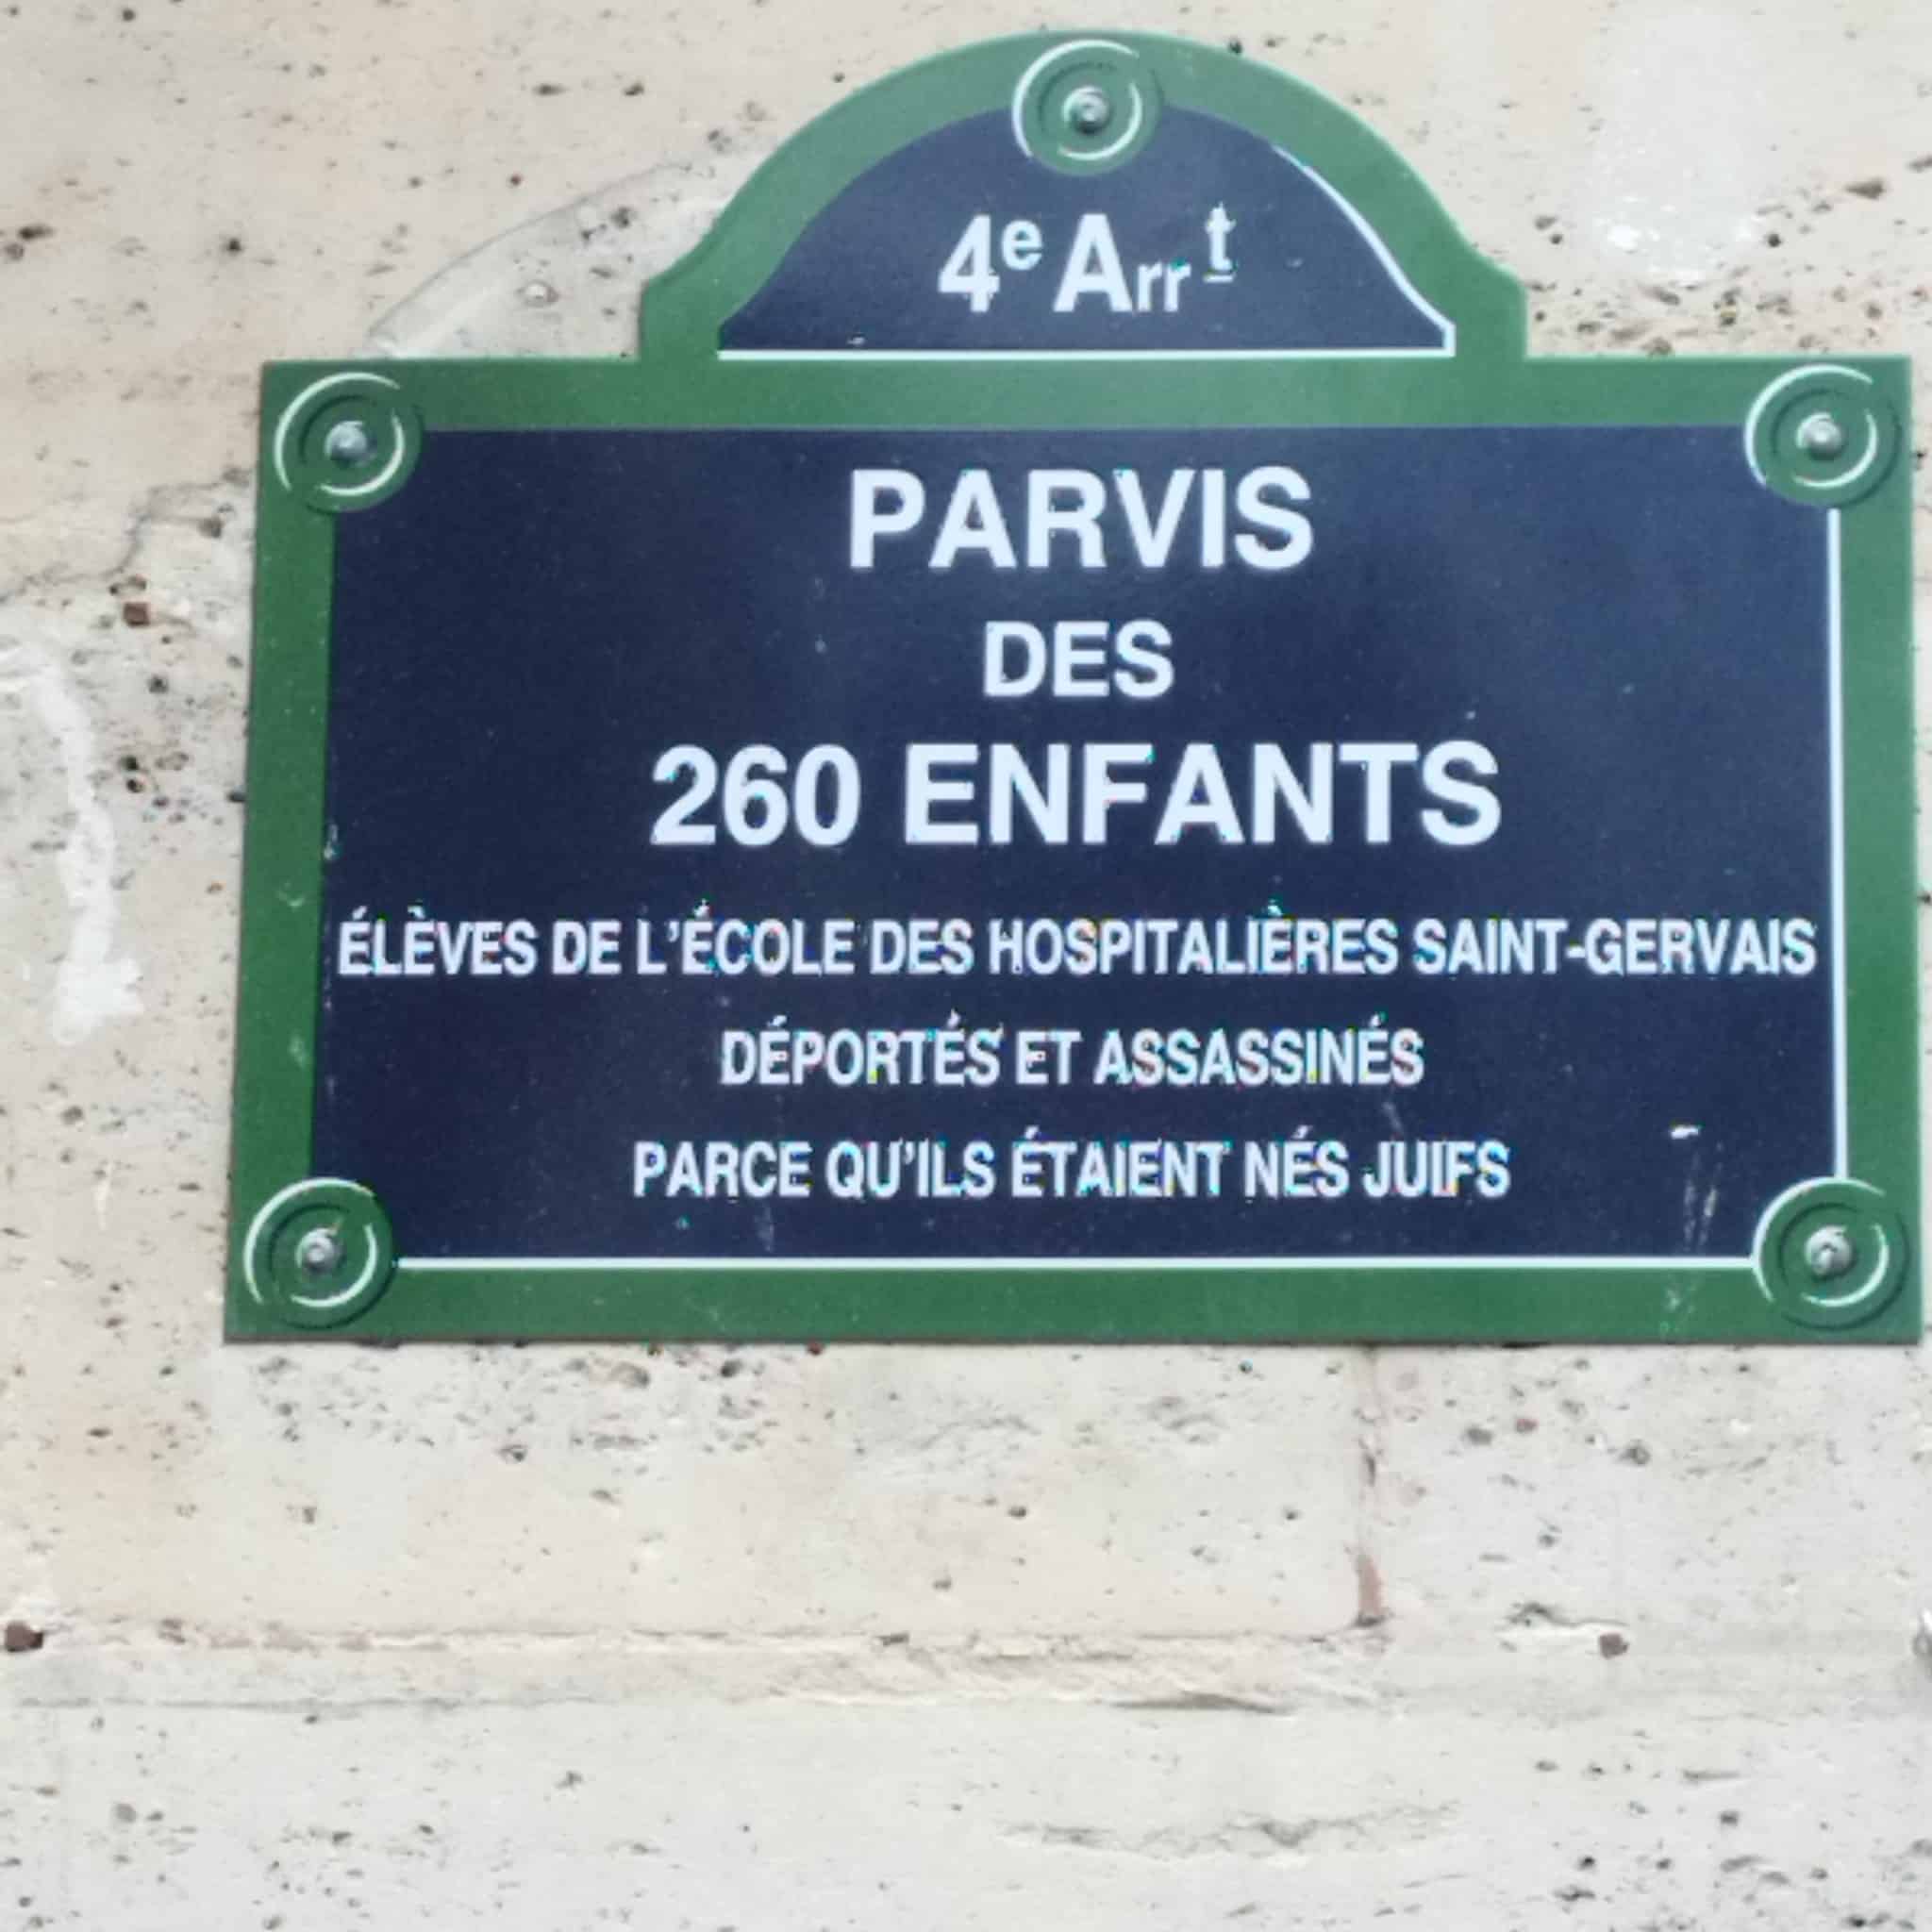 4e Arrt
PARVIS
DES
260 ENFANTS
ÉLÈVES DE L'ÉCOLE DES HOSPITALIÈRES SAINT-GERVAIS
DÉPORTÉS ET ASSASSINÉS
PARCE QU'ILS ÉTAIENT NÉS JUIFS